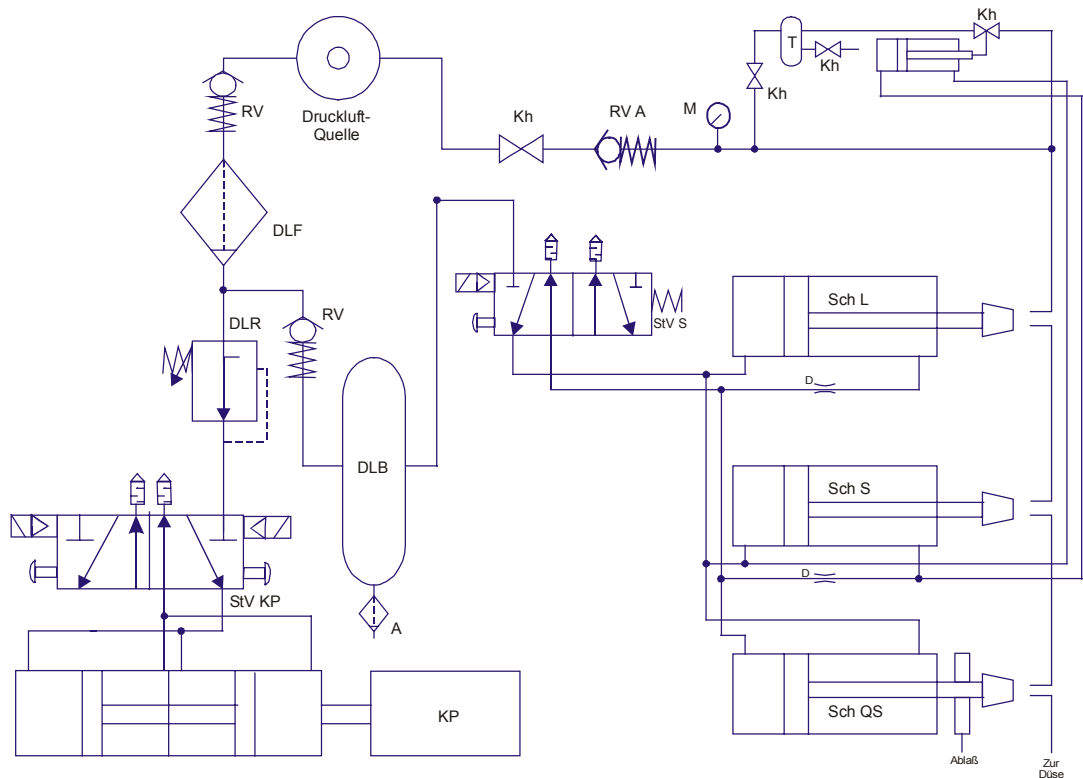 Kh
T
Kh
Kh
RV
Druckluft-
Quelle
Kh
RV A
M
DLF
RV
DLR
StV S
Sch L
D
DLB
Sch S
D
StV KP
A
KP
Sch QS
Ablaß
Zur
Düse